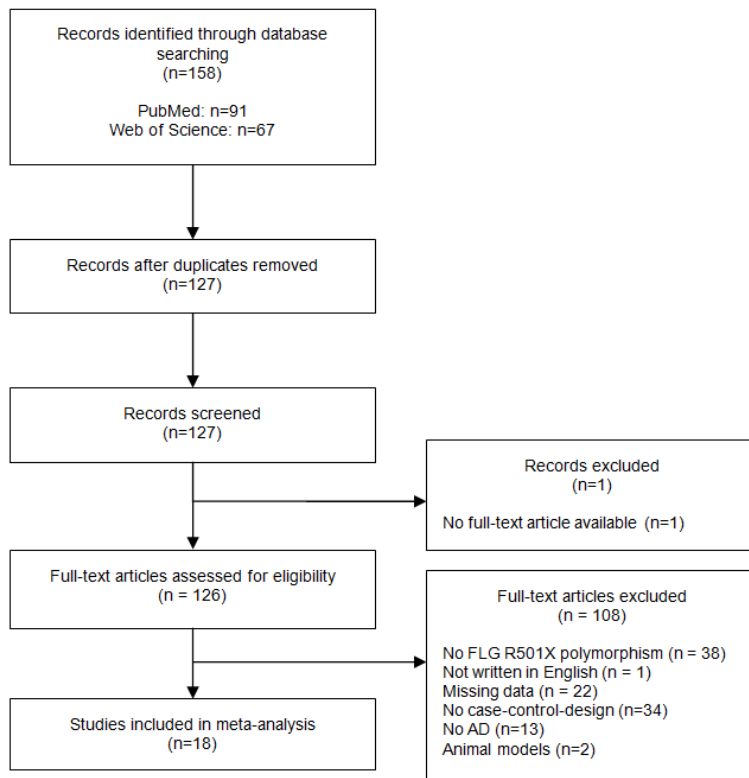 Records identified through database
searching
(n=158)
PubMed: n=91
Web of Science: n=67
Records after duplicates removed
(n=127)
Records screened
(n=127)
Records excluded
(n=1)
No full-text article available (n=1)
Full-text articles assessed for eligibility
(n = 126)
Full-text articles excluded
(n = 108)
No FLG R501X polymorphism (n = 38)
Not written in English (n = 1)
Missing data (n = 22)
No case-control-design (n=34)
No AD (n=13)
Animal models (n=2)
Studies included in meta-analysis
(n=18)